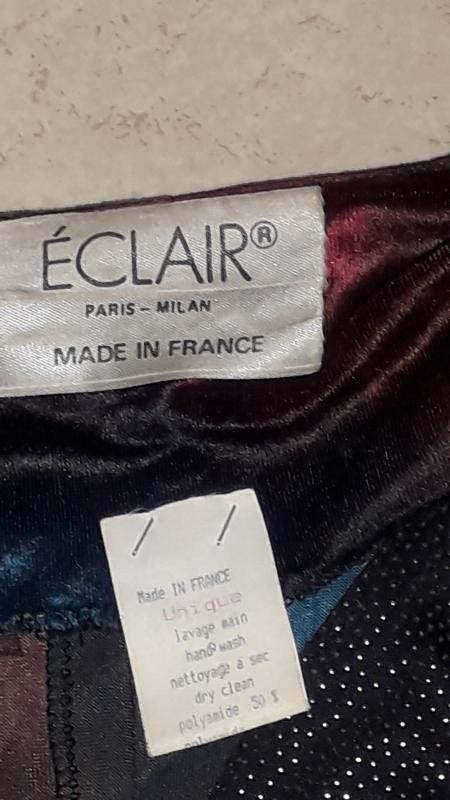 ÉCLAIR®
PARIS – MILAN
MADE IN FRANCE
Made IN FRANCE
Unique
lavage main
hand wash
nettoyage a sec
dry clean
polyamide 50 %